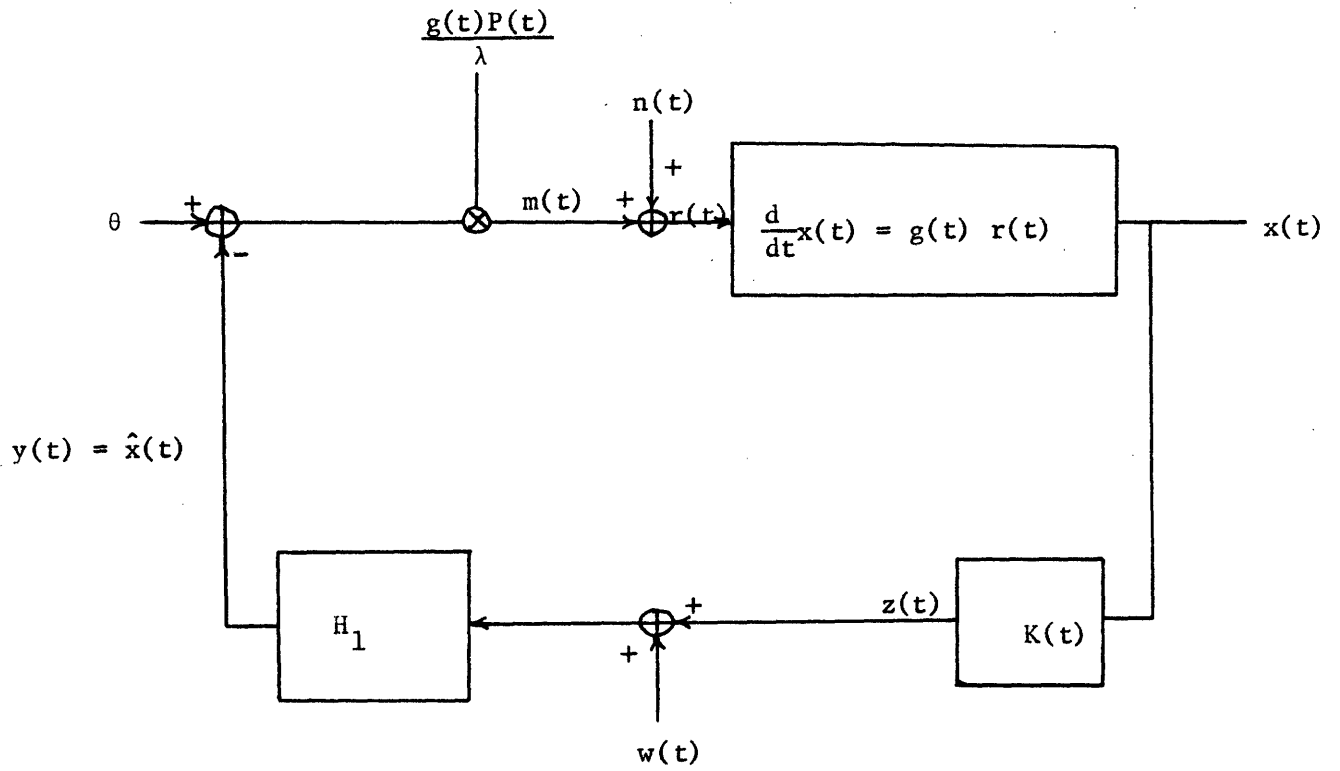 g(t)P(t)
λ
n(t)
+
θ
+
m(t)
+
r(t)
d/dt x(t) = g(t) r(t)
x(t)
-
y(t) = x̂(t)
H₁
+
z(t)
K(t)
+
w(t)